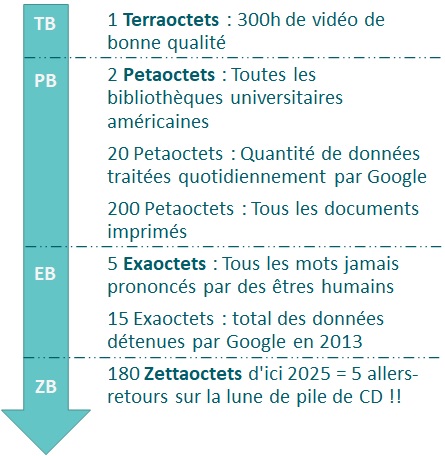 TB
1 Terraoctets : 300h de vidéo de
bonne qualité
PB
2 Petaoctets : Toutes les
bibliothèques universitaires
américaines
20 Petaoctets : Quantité de données
traitées quotidiennement par Google
200 Petaoctets : Tous les documents
imprimés
EB
5 Exaoctets : Tous les mots jamais
prononcés par des êtres humains
15 Exaoctets : total des données
détenues par Google en 2013
ZB
180 Zettaoctets d'ici 2025 = 5 allers-
retours sur la lune de pile de CD !!